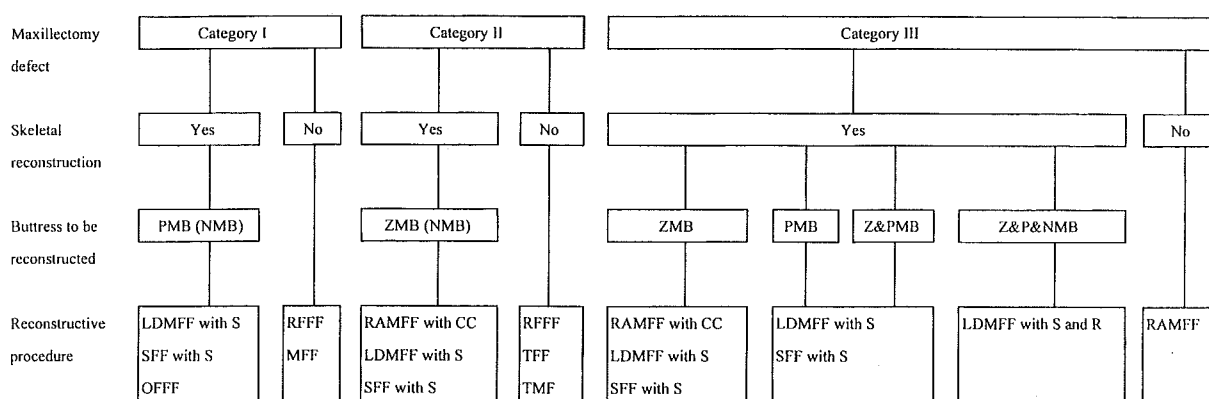 Maxillectomy
defect
Category I
Category II
Category III
Skeletal
reconstruction
Yes
No
Yes
No
Yes
No
Buttress to be
reconstructed
PMB (NMB)
ZMB (NMB)
ZMB
PMB
Z&PMB
Z&P&NMB
Reconstructive
procedure
LDMFF with S
SFF with S
OFFF
RFFF
MFF
RAMFF with CC
LDMFF with S
SFF with S
RFFF
TFF
TMF
RAMFF with CC
LDMFF with S
SFF with S
LDMFF with S
SFF with S
LDMFF with S and R
RAMFF